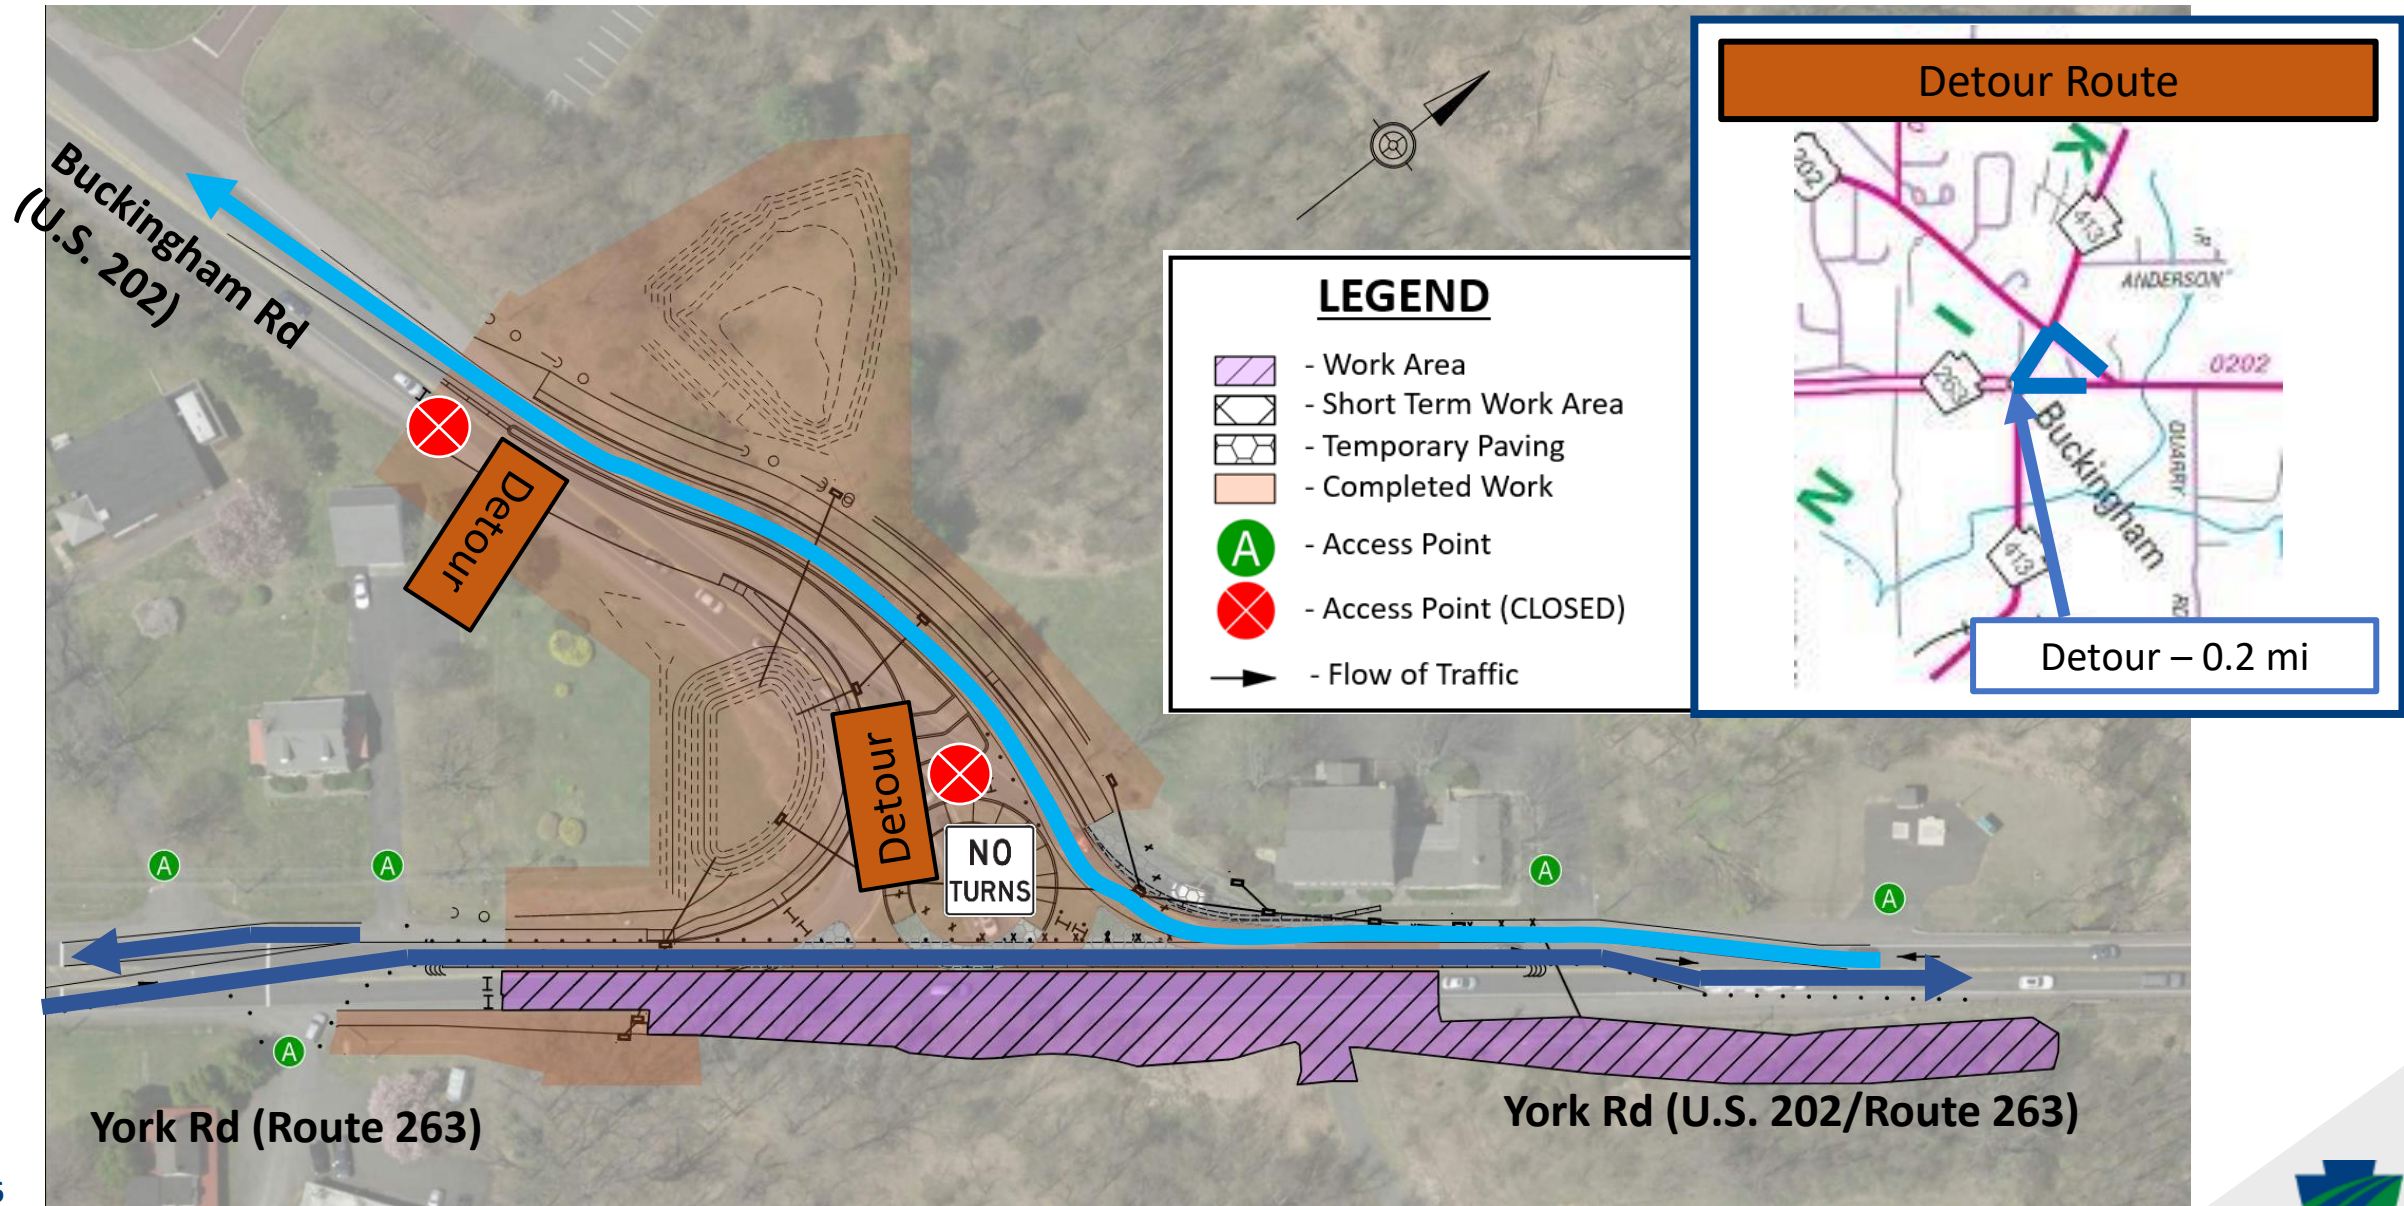 Buckingham Rd
(U.S. 202)
Detour
Detour
NO
TURNS
A
A
A
A
A
York Rd (Route 263)
York Rd (U.S. 202/Route 263)
LEGEND
- Work Area
- Short Term Work Area
- Temporary Paving
- Completed Work
A - Access Point
- Access Point (CLOSED)
- Flow of Traffic
Detour Route
202
K
413
ANDERSON
I
0202
263
Buckingham
QUARRY
N
413
RD
Detour – 0.2 mi